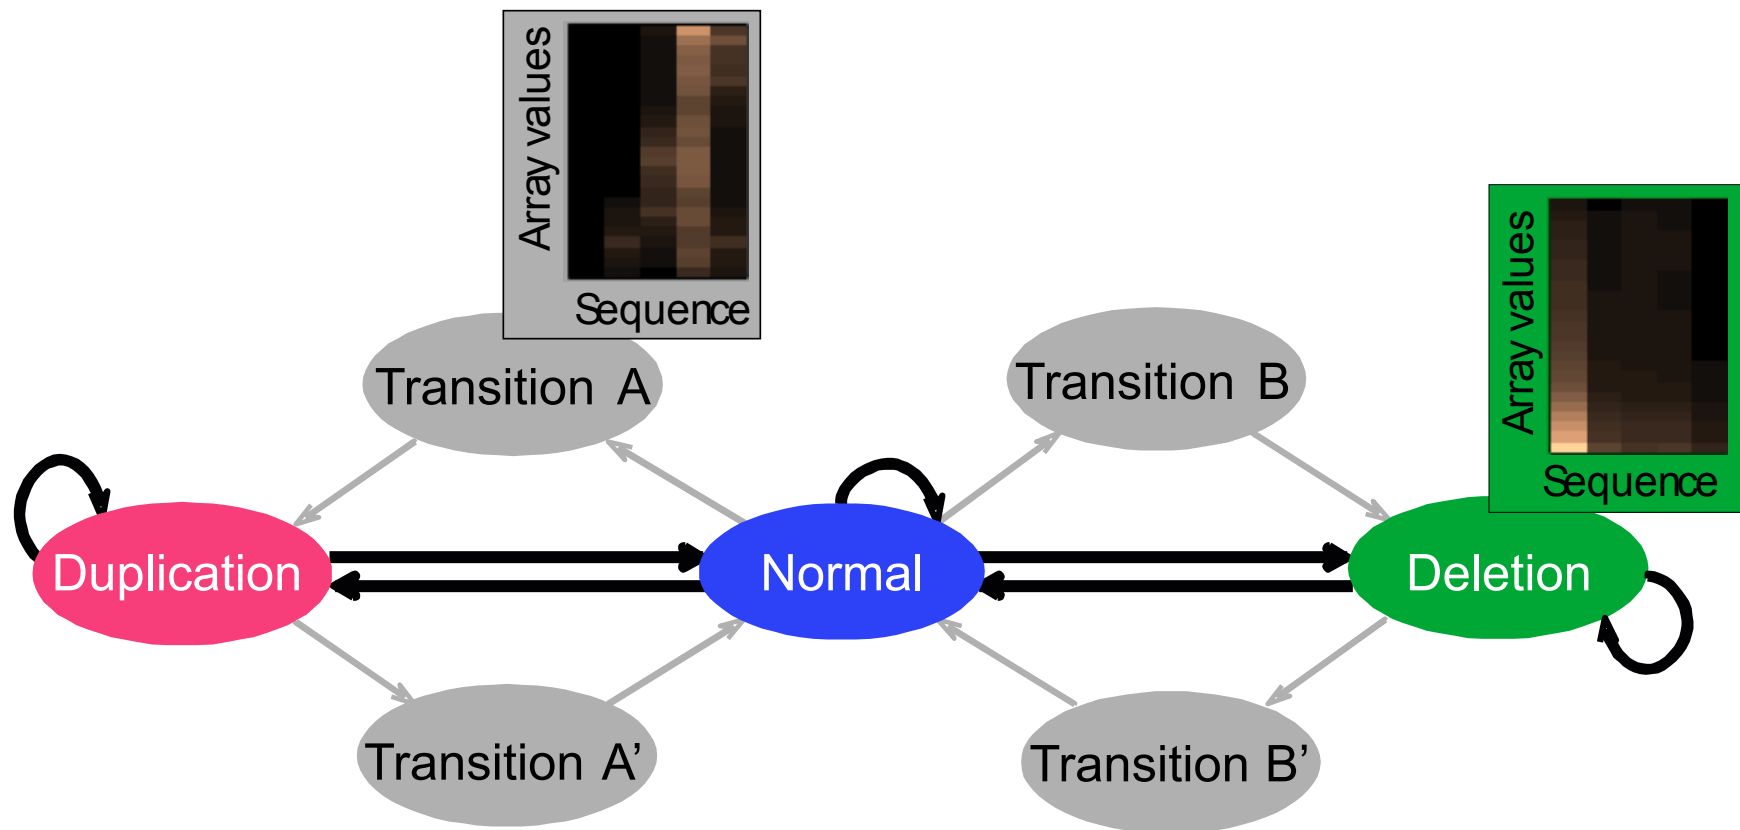 Array values
Sequence
Array values
Sequence
Transition A
Transition B
Duplication
Normal
Deletion
Transition A’
Transition B’